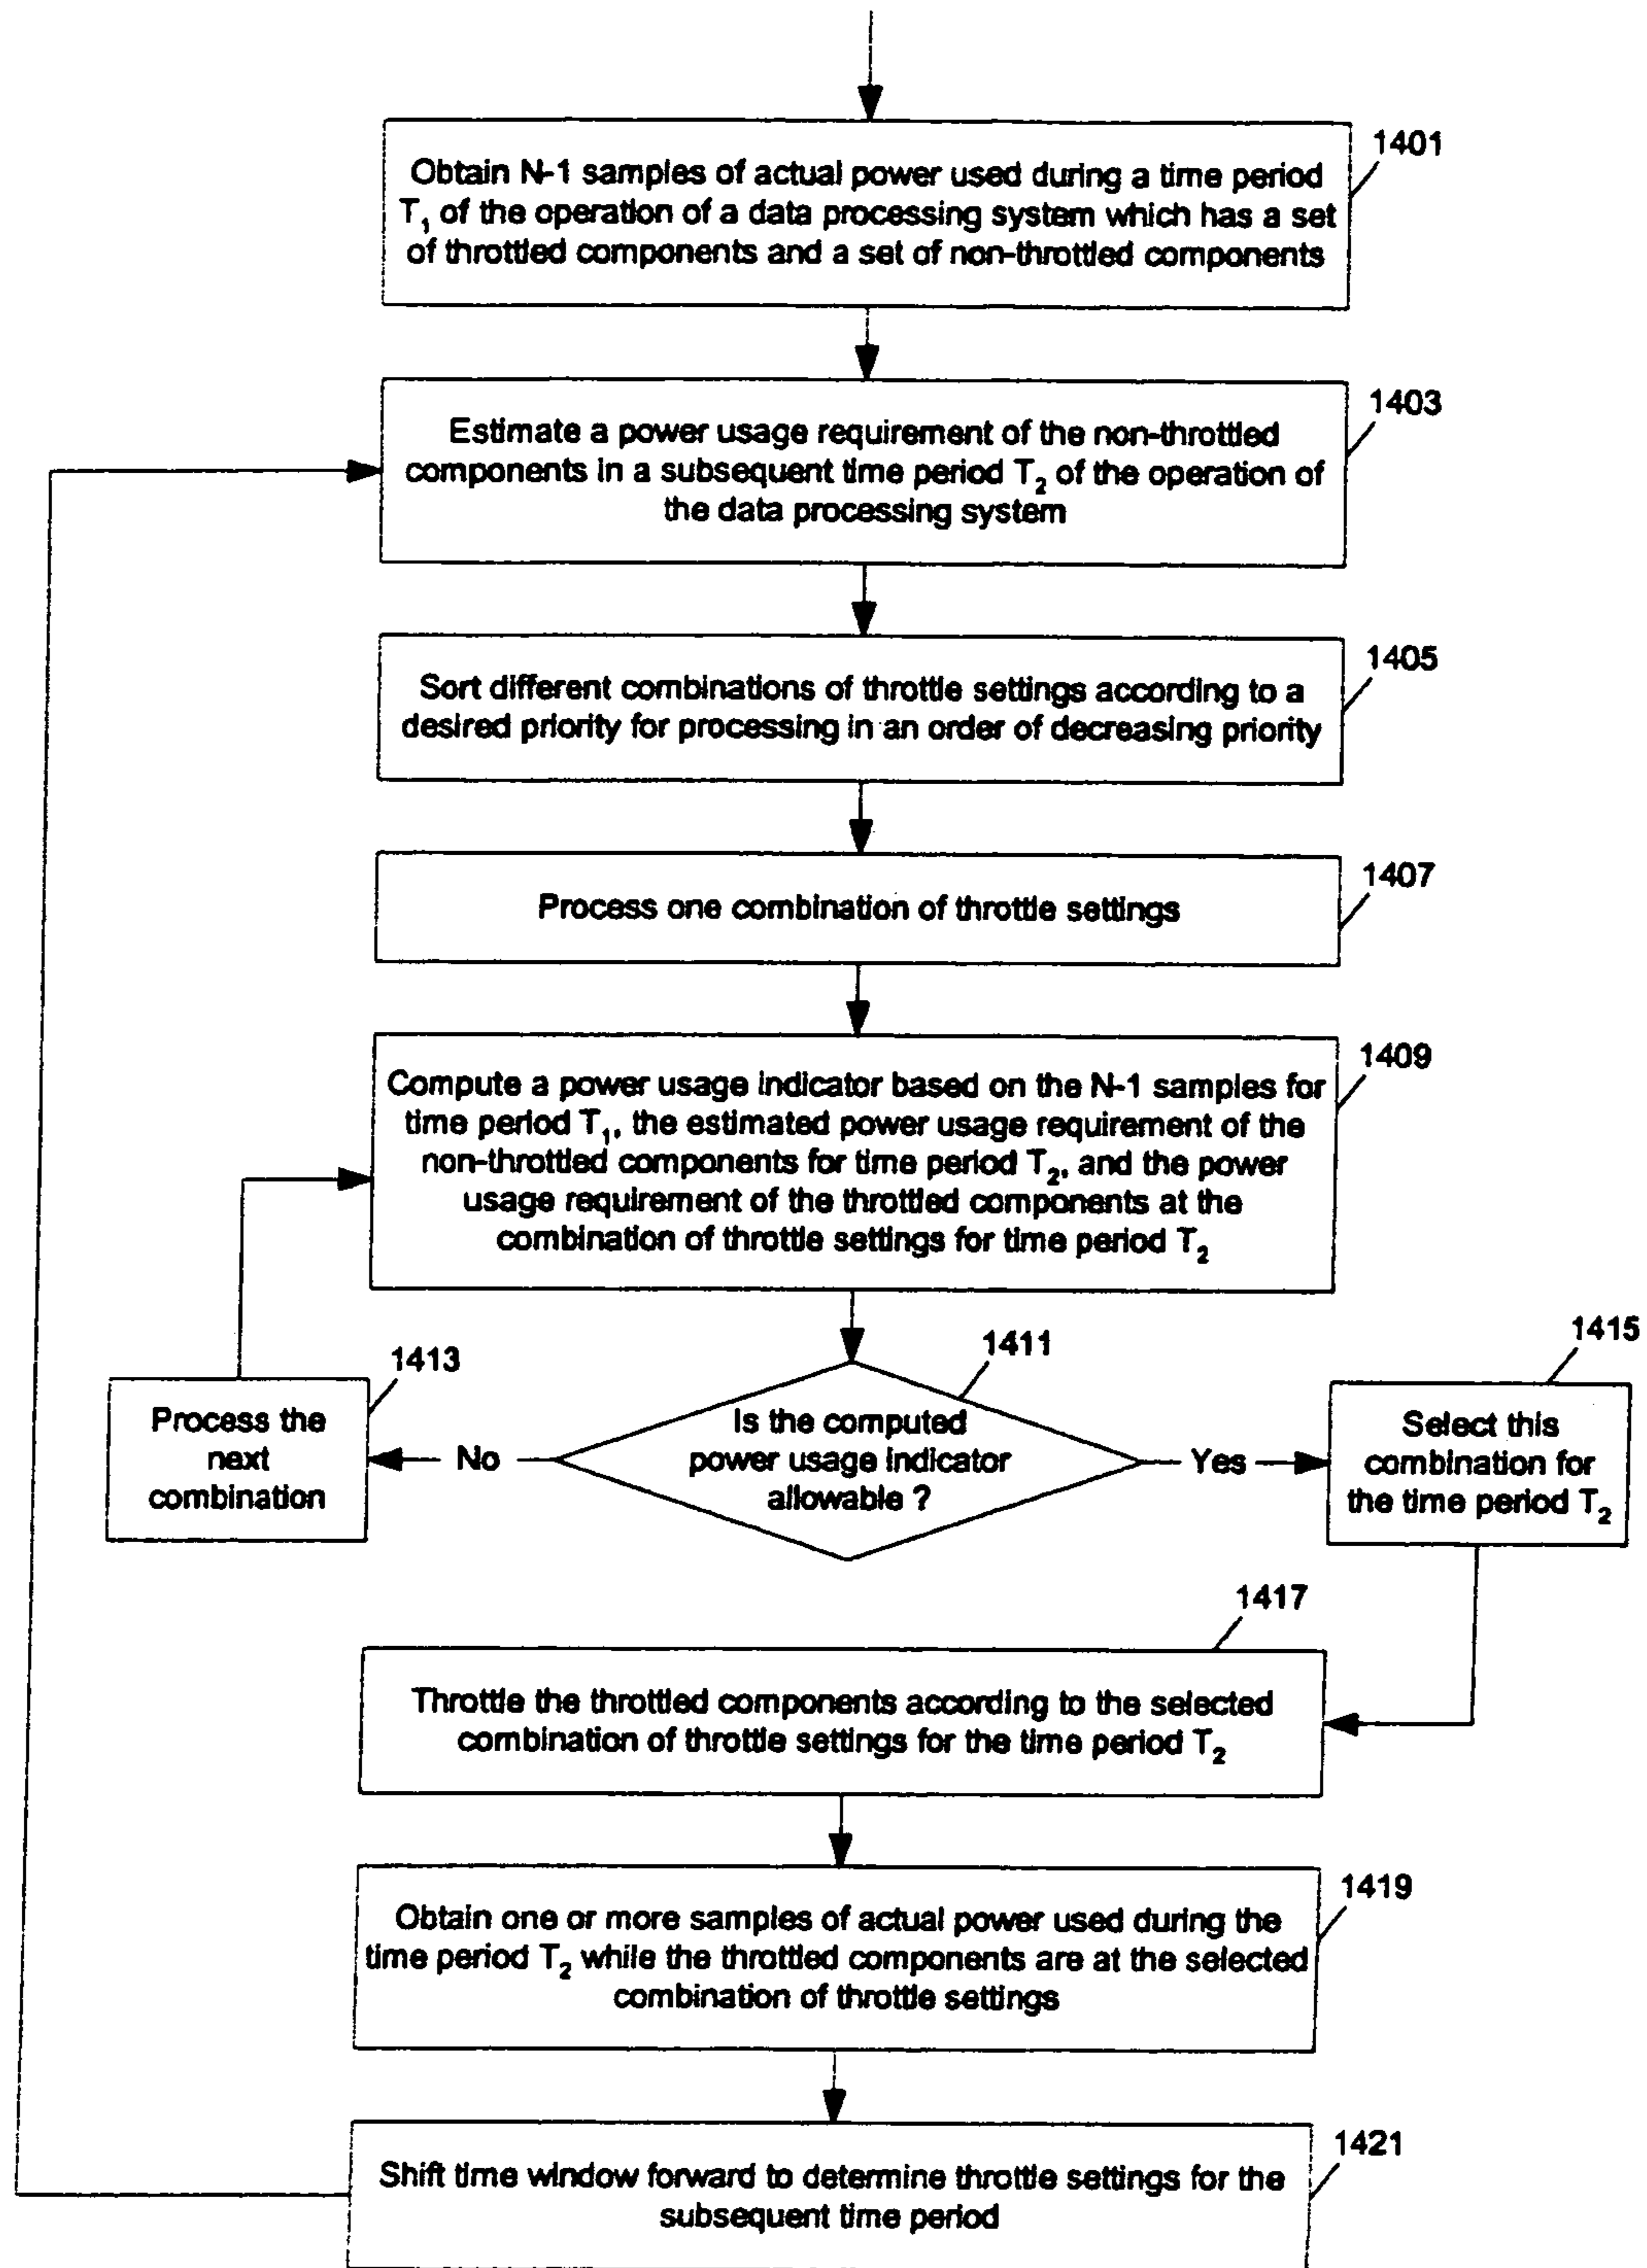 1401
Obtain N-1 samples of actual power used during a time period
T₁ of the operation of a data processing system which has a set
of throttled components and a set of non-throttled components
1403
Estimate a power usage requirement of the non-throttled
components in a subsequent time period T₂ of the operation of
the data processing system
1405
Sort different combinations of throttle settings according to a
desired priority for processing in an order of decreasing priority
1407
Process one combination of throttle settings
1409
Compute a power usage indicator based on the N-1 samples for
time period T₁, the estimated power usage requirement of the
non-throttled components for time period T₂, and the power
usage requirement of the throttled components at the
combination of throttle settings for time period T₂
1411
Is the computed
power usage indicator
allowable ?
No
1413
Process the
next
combination
Yes
1415
Select this
combination for
the time period T₂
1417
Throttle the throttled components according to the selected
combination of throttle settings for the time period T₂
1419
Obtain one or more samples of actual power used during the
time period T₂ while the throttled components are at the selected
combination of throttle settings
1421
Shift time window forward to determine throttle settings for the
subsequent time period